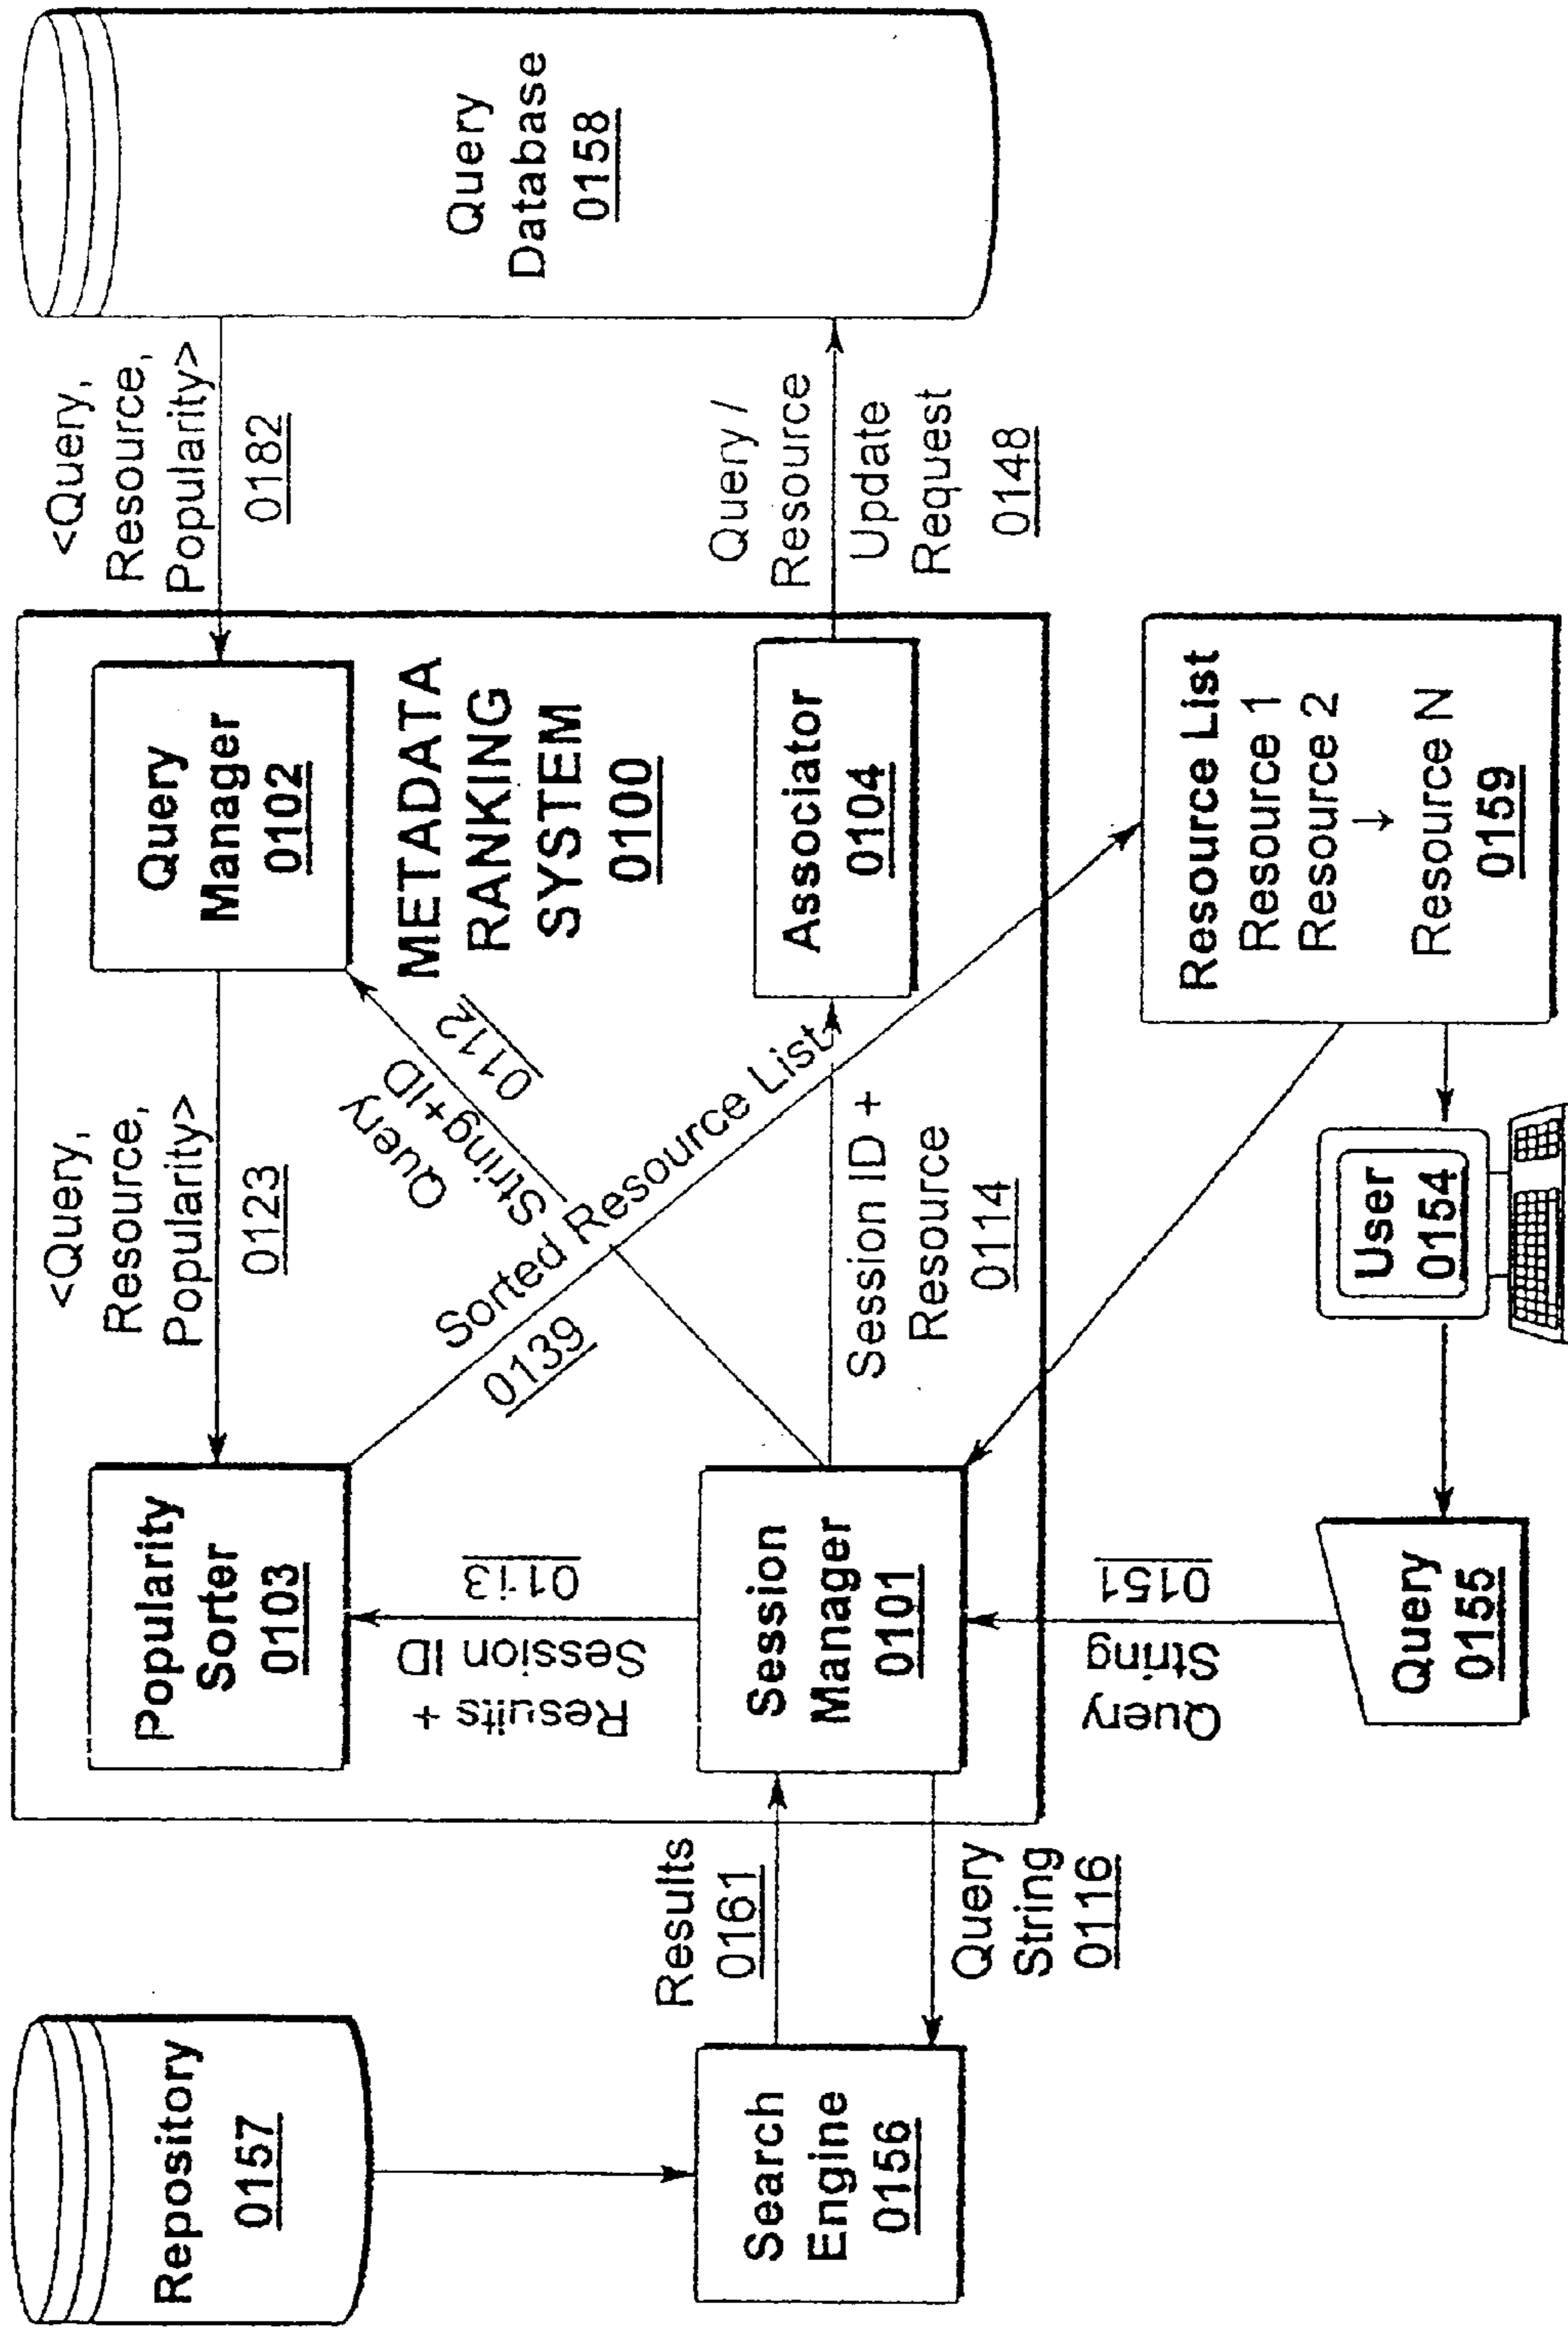 Repository
0157
Search
Engine
0156
Results
0161
Query
String
0116
Popularity
Sorter
0103
Results +
Session ID
0113
Session
Manager
0101
Query
String
0151
Query
0155
<Query,
Resource,
Popularity>
0123
Query
String+ID
0112
Sorted Resource List
0139
Session ID +
Resource
0114
User
0154
Query
Manager
0102
METADATA
RANKING
SYSTEM
0100
Associator
0104
Resource List
Resource 1
Resource 2
↓
Resource N
0159
<Query,
Resource,
Popularity>
0182
Query /
Resource
Update
Request
0148
Query
Database
0158